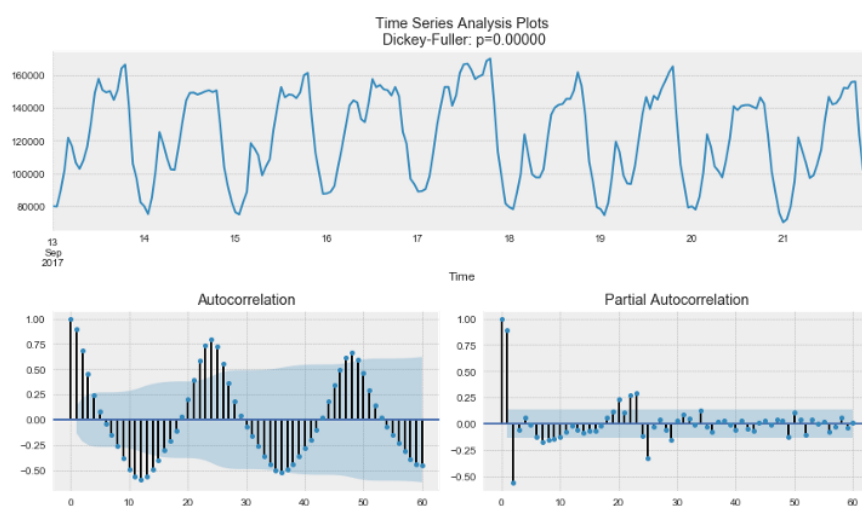 Time Series Analysis Plots
Dickey-Fuller: p=0.00000
160000
140000
120000
100000
80000
13 14 15 16 17 18 19 20 21
Sep
2017
Time
Autocorrelation
1.00
0.75
0.50
0.25
0.00
−0.25
−0.50
0 10 20 30 40 50 60
Partial Autocorrelation
1.00
0.75
0.50
0.25
0.00
−0.25
−0.50
0 10 20 30 40 50 60